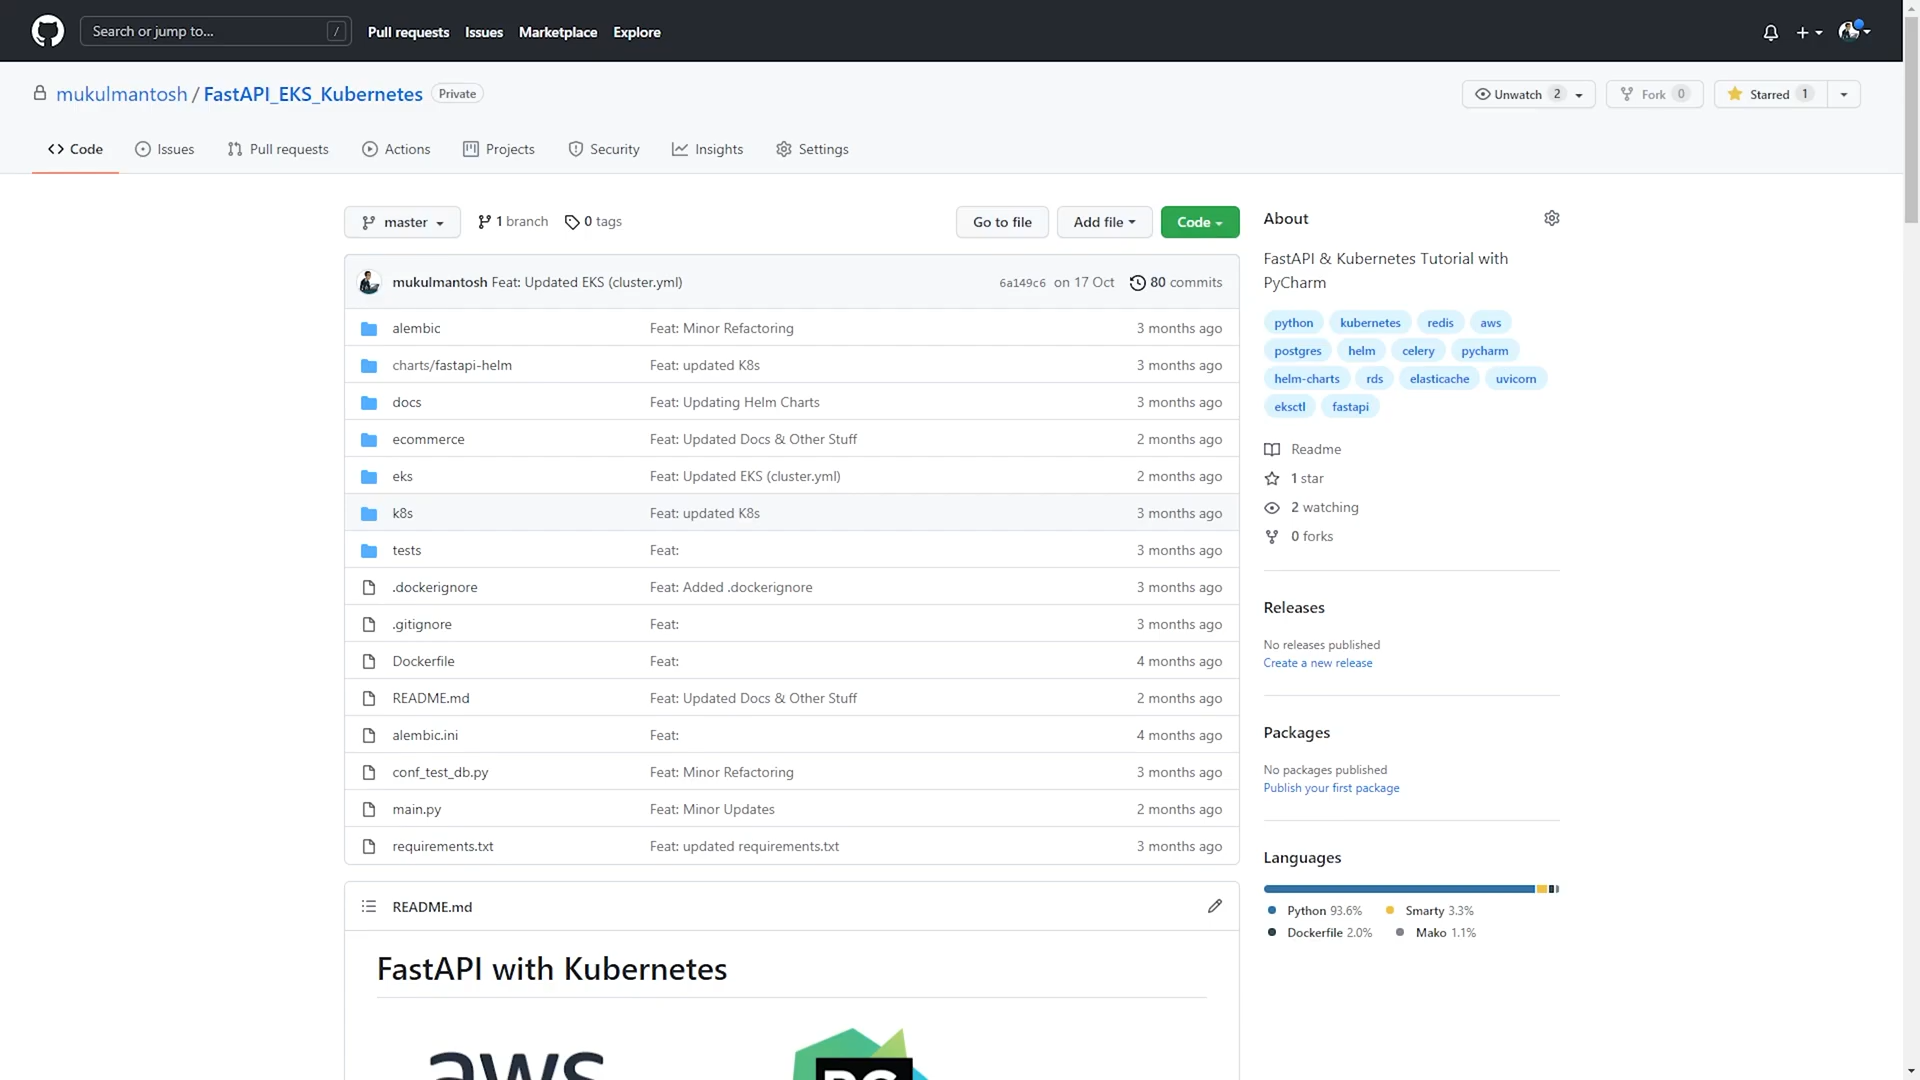 Search or jump to... /
Pull requests Issues Marketplace Explore
mukulmantosh / FastAPI_EKS_Kubernetes Private
Unwatch 2 Fork 0 Starred 1
Code Issues Pull requests Actions Projects Security Insights Settings
master 1 branch 0 tags Go to file Add file Code
mukulmantosh Feat: Updated EKS (cluster.yml) 6a149c6 on 17 Oct 80 commits
alembic Feat: Minor Refactoring 3 months ago
charts/fastapi-helm Feat: updated K8s 3 months ago
docs Feat: Updating Helm Charts 3 months ago
ecommerce Feat: Updated Docs & Other Stuff 2 months ago
eks Feat: Updated EKS (cluster.yml) 2 months ago
k8s Feat: updated K8s 3 months ago
tests Feat: 3 months ago
.dockerignore Feat: Added .dockerignore 3 months ago
.gitignore Feat: 3 months ago
Dockerfile Feat: 4 months ago
README.md Feat: Updated Docs & Other Stuff 2 months ago
alembic.ini Feat: 4 months ago
conf_test_db.py Feat: Minor Refactoring 3 months ago
main.py Feat: Minor Updates 2 months ago
requirements.txt Feat: updated requirements.txt 3 months ago
README.md
FastAPI with Kubernetes
aws
PC
About
FastAPI & Kubernetes Tutorial with
PyCharm
python kubernetes redis aws
postgres helm celery pycharm
helm-charts rds elasticache uvicorn
eksctl fastapi
Readme
1 star
2 watching
0 forks
Releases
No releases published
Create a new release
Packages
No packages published
Publish your first package
Languages
Python 93.6% Smarty 3.3%
Dockerfile 2.0% Mako 1.1%